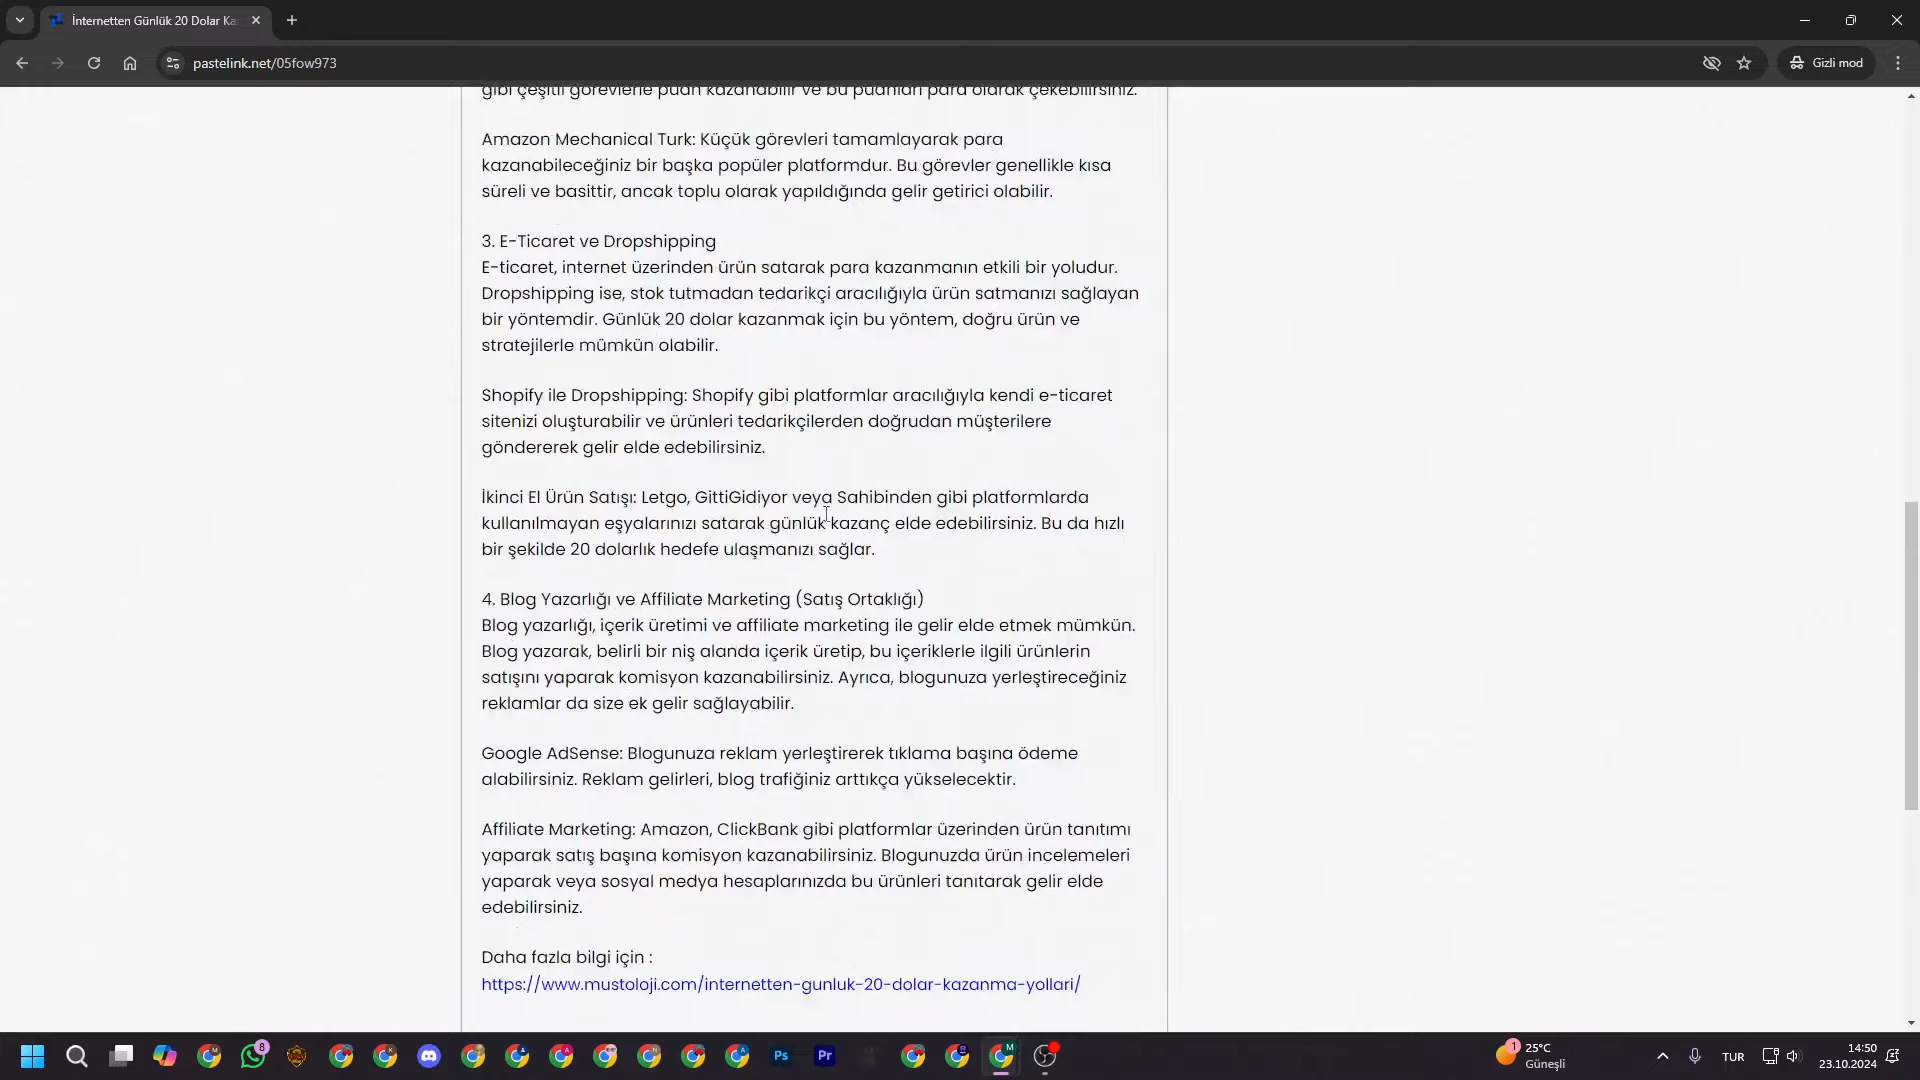 İnternetten Günlük 20 Dolar Ka
pastelink.net/05fow973
Gizli mod
gibi çeşitli görevlerle puan kazanabilir ve bu puanları para olarak çekebilirsiniz.
Amazon Mechanical Turk: Küçük görevleri tamamlayarak para
kazanabileceğiniz bir başka popüler platformdur. Bu görevler genellikle kısa
süreli ve basittir, ancak toplu olarak yapıldığında gelir getirici olabilir.
3. E-Ticaret ve Dropshipping
E-ticaret, internet üzerinden ürün satarak para kazanmanın etkili bir yoludur.
Dropshipping ise, stok tutmadan tedarikçi aracılığıyla ürün satmanızı sağlayan
bir yöntemdir. Günlük 20 dolar kazanmak için bu yöntem, doğru ürün ve
stratejilerle mümkün olabilir.
Shopify ile Dropshipping: Shopify gibi platformlar aracılığıyla kendi e-ticaret
sitenizi oluşturabilir ve ürünleri tedarikçilerden doğrudan müşterilere
göndererek gelir elde edebilirsiniz.
İkinci El Ürün Satışı: Letgo, GittiGidiyor veya Sahibinden gibi platformlarda
kullanılmayan eşyalarınızı satarak günlük kazanç elde edebilirsiniz. Bu da hızlı
bir şekilde 20 dolarlık hedefe ulaşmanızı sağlar.
4. Blog Yazarlığı ve Affiliate Marketing (Satış Ortaklığı)
Blog yazarlığı, içerik üretimi ve affiliate marketing ile gelir elde etmek mümkün.
Blog yazarak, belirli bir niş alanda içerik üretip, bu içeriklerle ilgili ürünlerin
satışını yaparak komisyon kazanabilirsiniz. Ayrıca, blogunuza yerleştireceğiniz
reklamlar da size ek gelir sağlayabilir.
Google AdSense: Blogunuza reklam yerleştirerek tıklama başına ödeme
alabilirsiniz. Reklam gelirleri, blog trafiğiniz arttıkça yükselecektir.
Affiliate Marketing: Amazon, ClickBank gibi platformlar üzerinden ürün tanıtımı
yaparak satış başına komisyon kazanabilirsiniz. Blogunuzda ürün incelemeleri
yaparak veya sosyal medya hesaplarınızda bu ürünleri tanıtarak gelir elde
edebilirsiniz.
Daha fazla bilgi için :
https://www.mustoloji.com/internetten-gunluk-20-dolar-kazanma-yollari/
8
Ps
Pr
M
1
25°C
Güneşli
TUR
14:50
23.10.2024